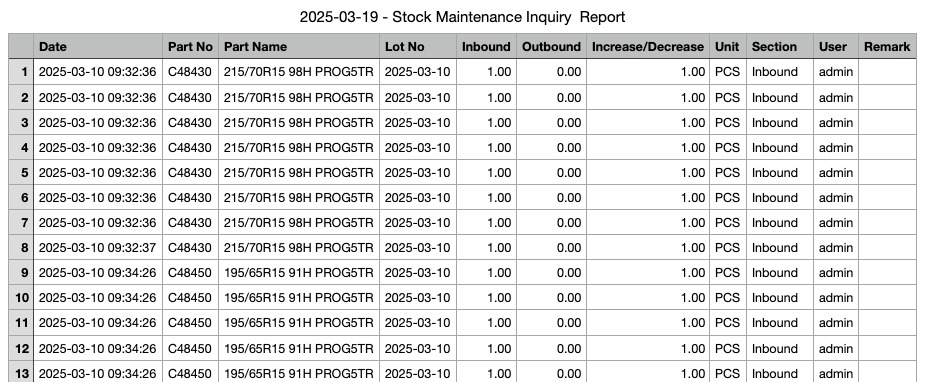 2025-03-19 - Stock Maintenance Inquiry  Report
Date Part No Part Name Lot No Inbound Outbound Increase/Decrease Unit Section User Remark
1 2025-03-10 09:32:36 C48430 215/70R15 98H PROG5TR 2025-03-10 1.00 0.00 1.00 PCS Inbound admin
2 2025-03-10 09:32:36 C48430 215/70R15 98H PROG5TR 2025-03-10 1.00 0.00 1.00 PCS Inbound admin
3 2025-03-10 09:32:36 C48430 215/70R15 98H PROG5TR 2025-03-10 1.00 0.00 1.00 PCS Inbound admin
4 2025-03-10 09:32:36 C48430 215/70R15 98H PROG5TR 2025-03-10 1.00 0.00 1.00 PCS Inbound admin
5 2025-03-10 09:32:36 C48430 215/70R15 98H PROG5TR 2025-03-10 1.00 0.00 1.00 PCS Inbound admin
6 2025-03-10 09:32:36 C48430 215/70R15 98H PROG5TR 2025-03-10 1.00 0.00 1.00 PCS Inbound admin
7 2025-03-10 09:32:36 C48430 215/70R15 98H PROG5TR 2025-03-10 1.00 0.00 1.00 PCS Inbound admin
8 2025-03-10 09:32:37 C48430 215/70R15 98H PROG5TR 2025-03-10 1.00 0.00 1.00 PCS Inbound admin
9 2025-03-10 09:34:26 C48450 195/65R15 91H PROG5TR 2025-03-10 1.00 0.00 1.00 PCS Inbound admin
10 2025-03-10 09:34:26 C48450 195/65R15 91H PROG5TR 2025-03-10 1.00 0.00 1.00 PCS Inbound admin
11 2025-03-10 09:34:26 C48450 195/65R15 91H PROG5TR 2025-03-10 1.00 0.00 1.00 PCS Inbound admin
12 2025-03-10 09:34:26 C48450 195/65R15 91H PROG5TR 2025-03-10 1.00 0.00 1.00 PCS Inbound admin
13 2025-03-10 09:34:26 C48450 195/65R15 91H PROG5TR 2025-03-10 1.00 0.00 1.00 PCS Inbound admin